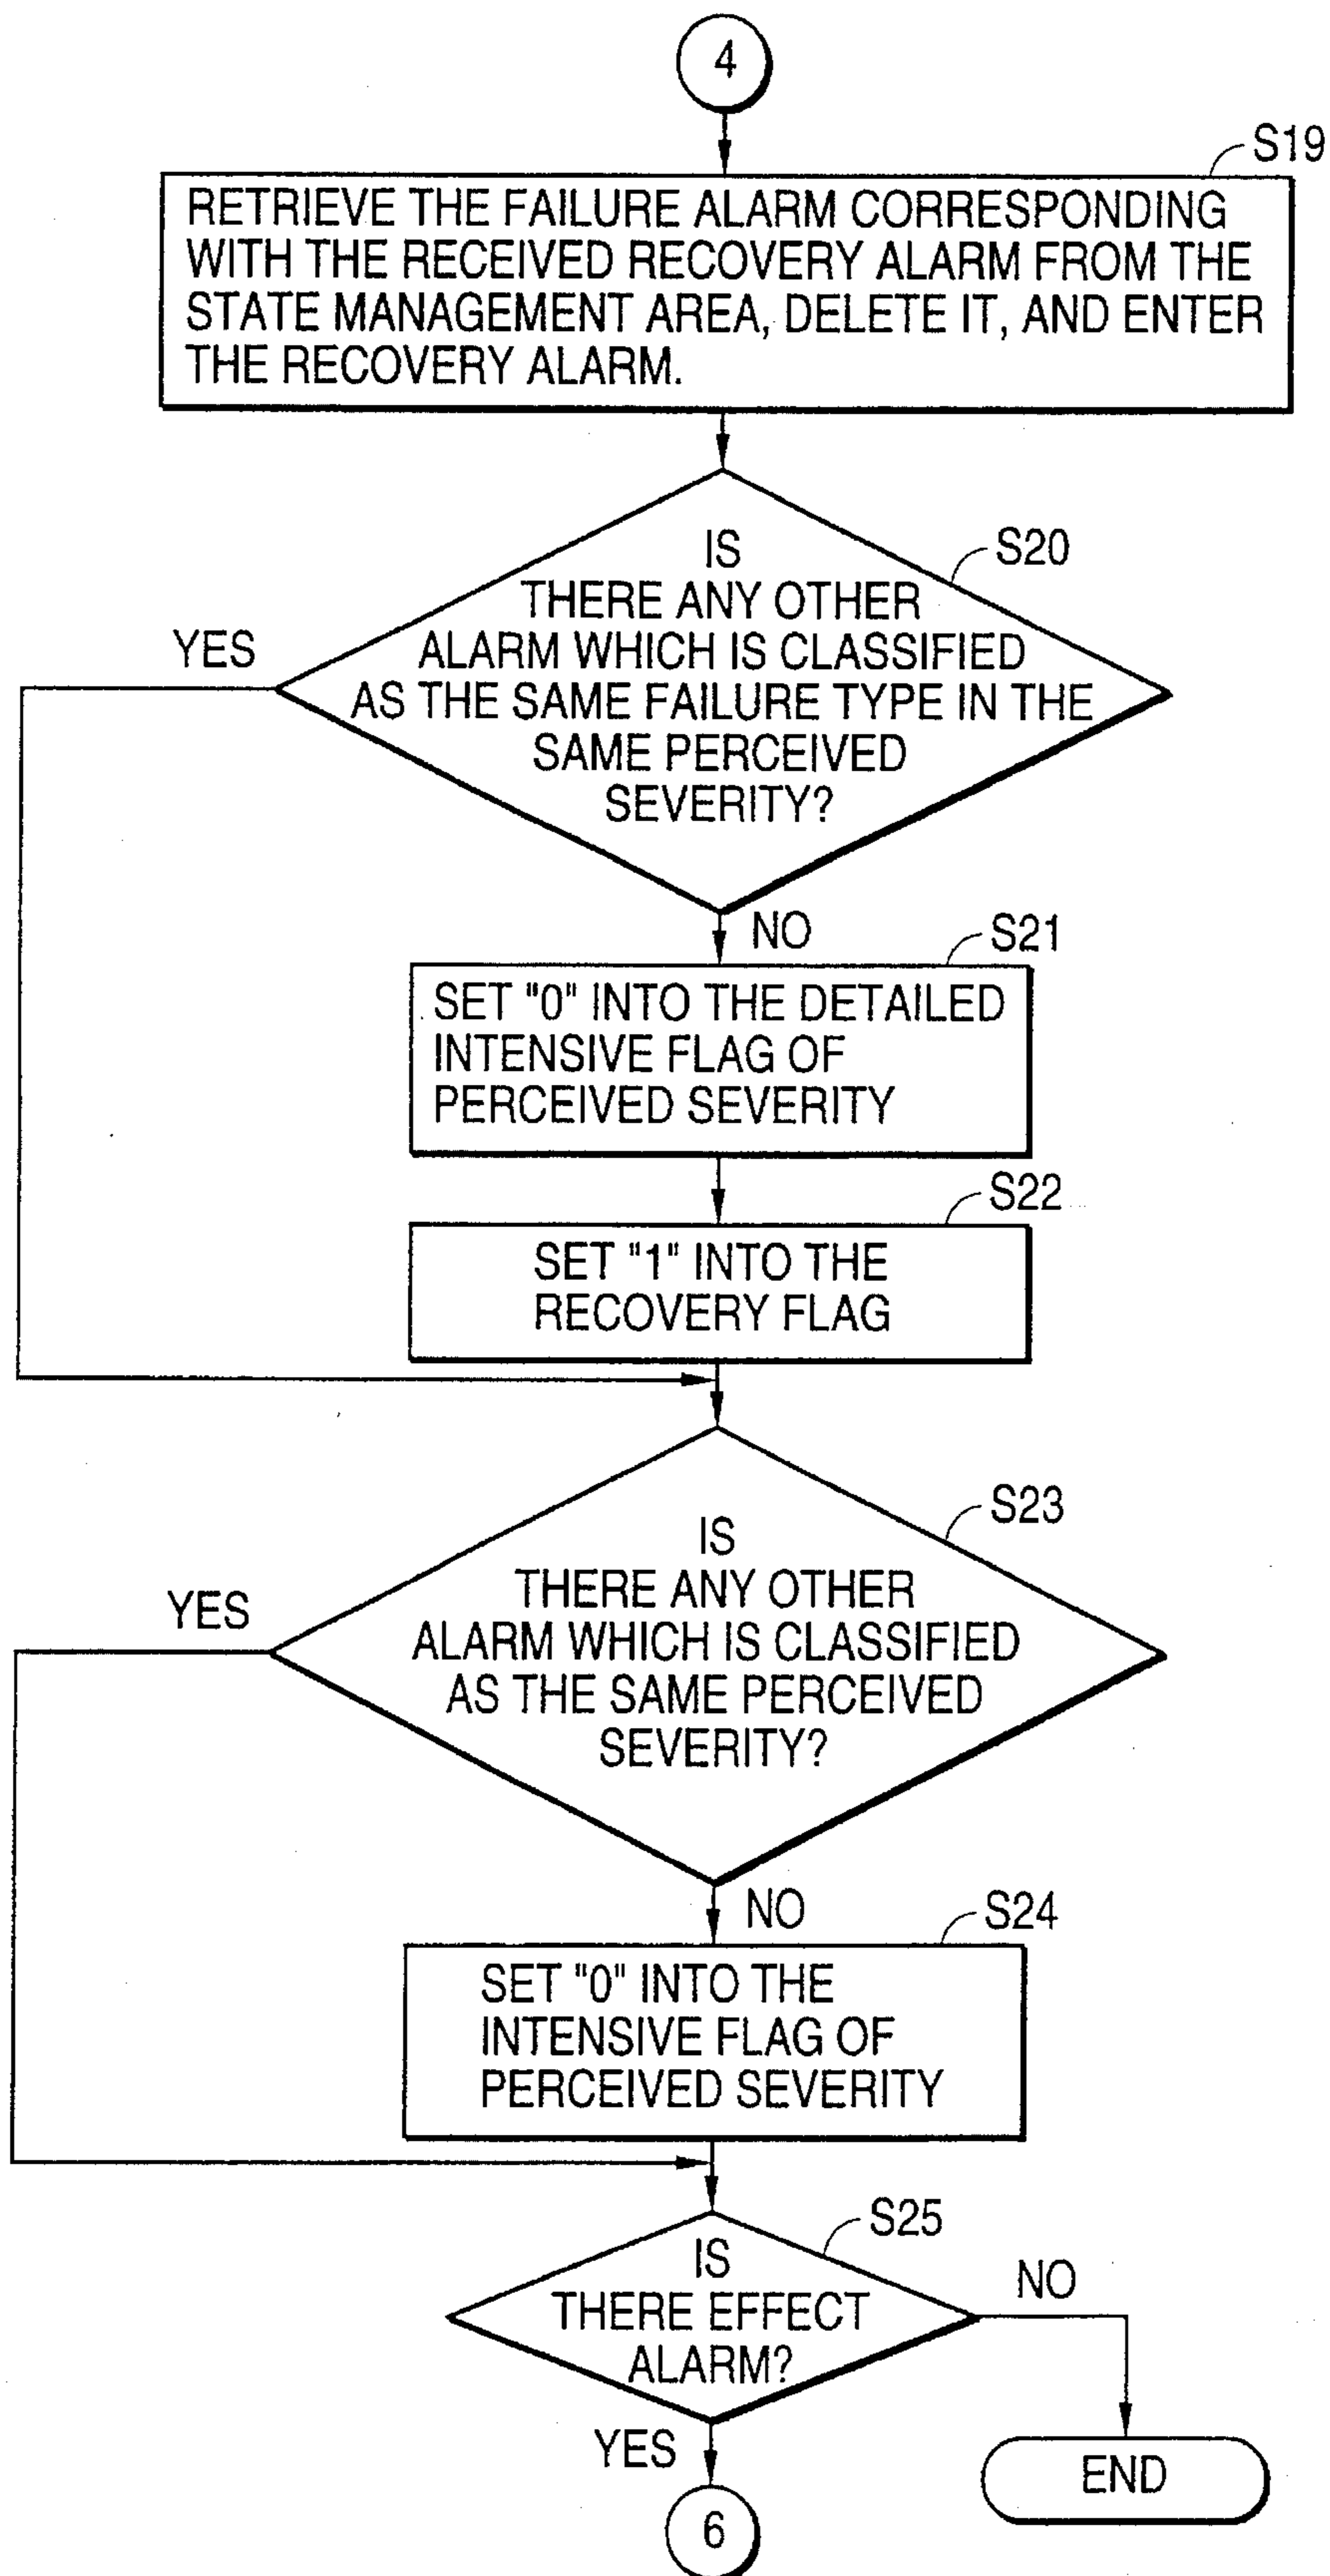 4
S19
RETRIEVE THE FAILURE ALARM CORRESPONDING
WITH THE RECEIVED RECOVERY ALARM FROM THE
STATE MANAGEMENT AREA, DELETE IT, AND ENTER
THE RECOVERY ALARM.
S20
IS
THERE ANY OTHER
ALARM WHICH IS CLASSIFIED
AS THE SAME FAILURE TYPE IN THE
SAME PERCEIVED
SEVERITY?
YES
NO
S21
SET "0" INTO THE DETAILED
INTENSIVE FLAG OF
PERCEIVED SEVERITY
S22
SET "1" INTO THE
RECOVERY FLAG
S23
IS
THERE ANY OTHER
ALARM WHICH IS CLASSIFIED
AS THE SAME PERCEIVED
SEVERITY?
YES
NO
S24
SET "0" INTO THE
INTENSIVE FLAG OF
PERCEIVED SEVERITY
S25
IS
THERE EFFECT
ALARM?
NO
YES
END
6